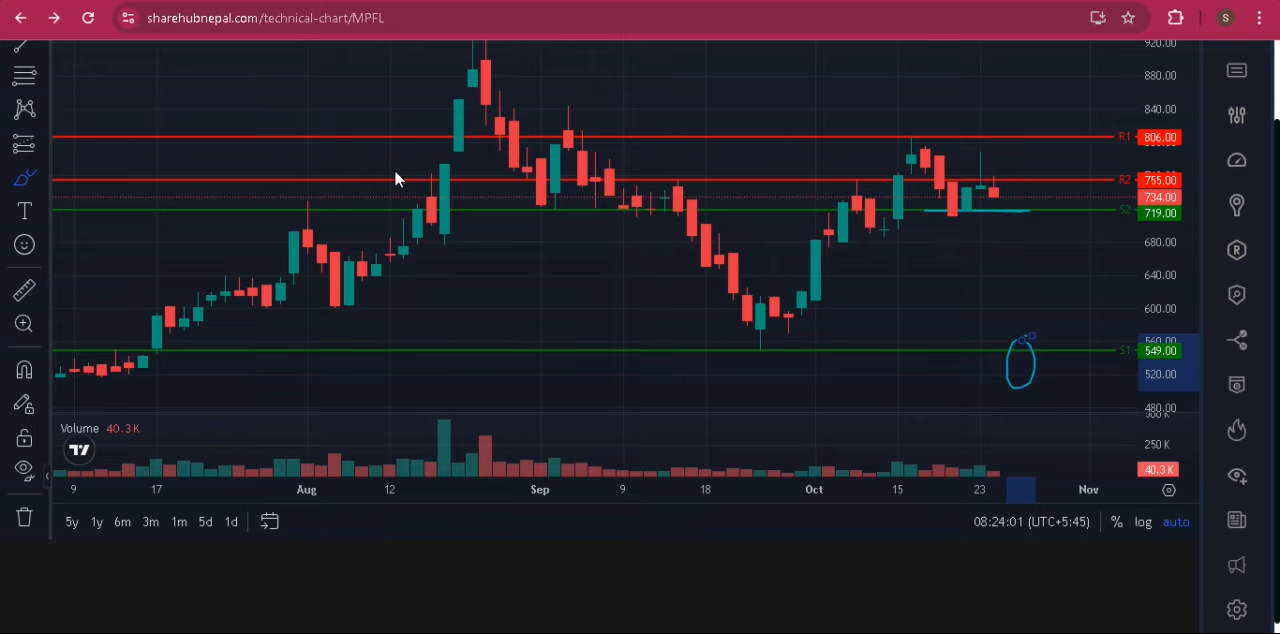 sharehubnepal.com/technical-chart/MPFL
S
920.00
880.00
840.00
R1 806.00
R2 755.00
734.00
S2 719.00
680.00
640.00
600.00
560.00
S1 549.00
520.00
480.00
Volume 40.3 K
250 K
40.3 K
9 17 Aug 12 Sep 9 18 Oct 15 23 Nov
5y 1y 6m 3m 1m 5d 1d
08:24:01 (UTC+5:45) % log auto
T
R